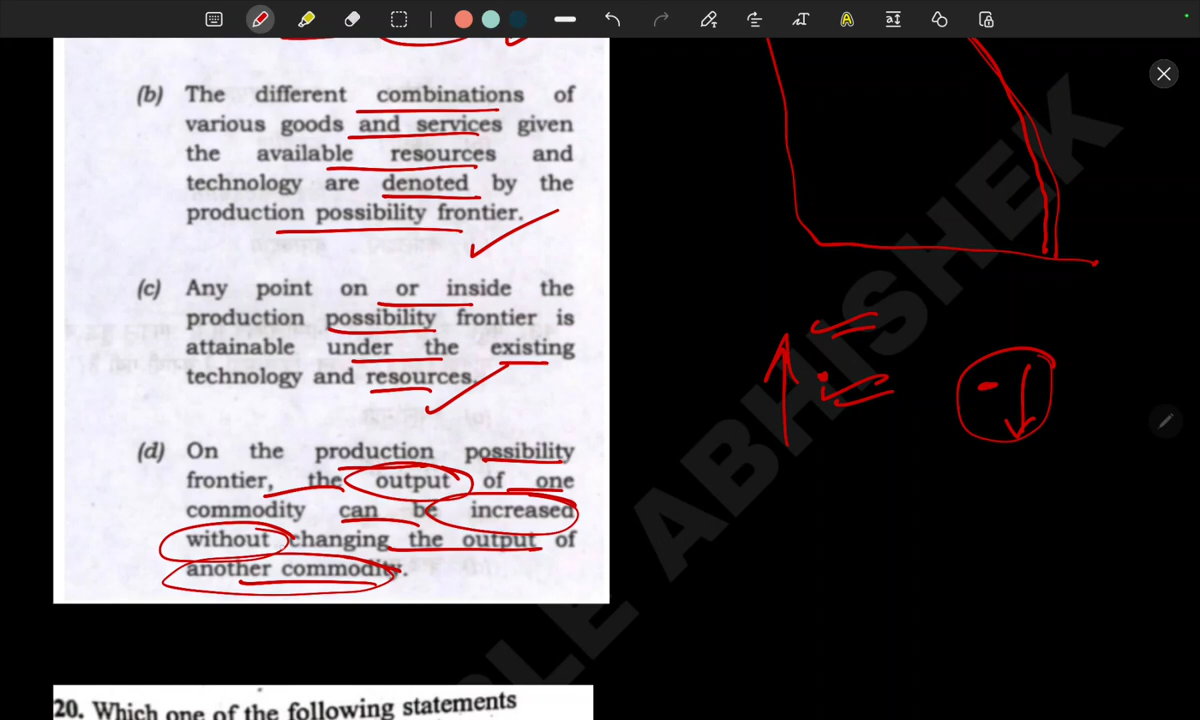 (b) The different combinations of
various goods and services given
the available resources and
technology are denoted by the
production possibility frontier.
(c) Any point on or inside the
production possibility frontier is
attainable under the existing
technology and resources.
(d) On the production possibility
frontier, the output of one
commodity can be increased
without changing the output of
another commodity.
20. Which one of the following statements
ABLE ABHISHEK